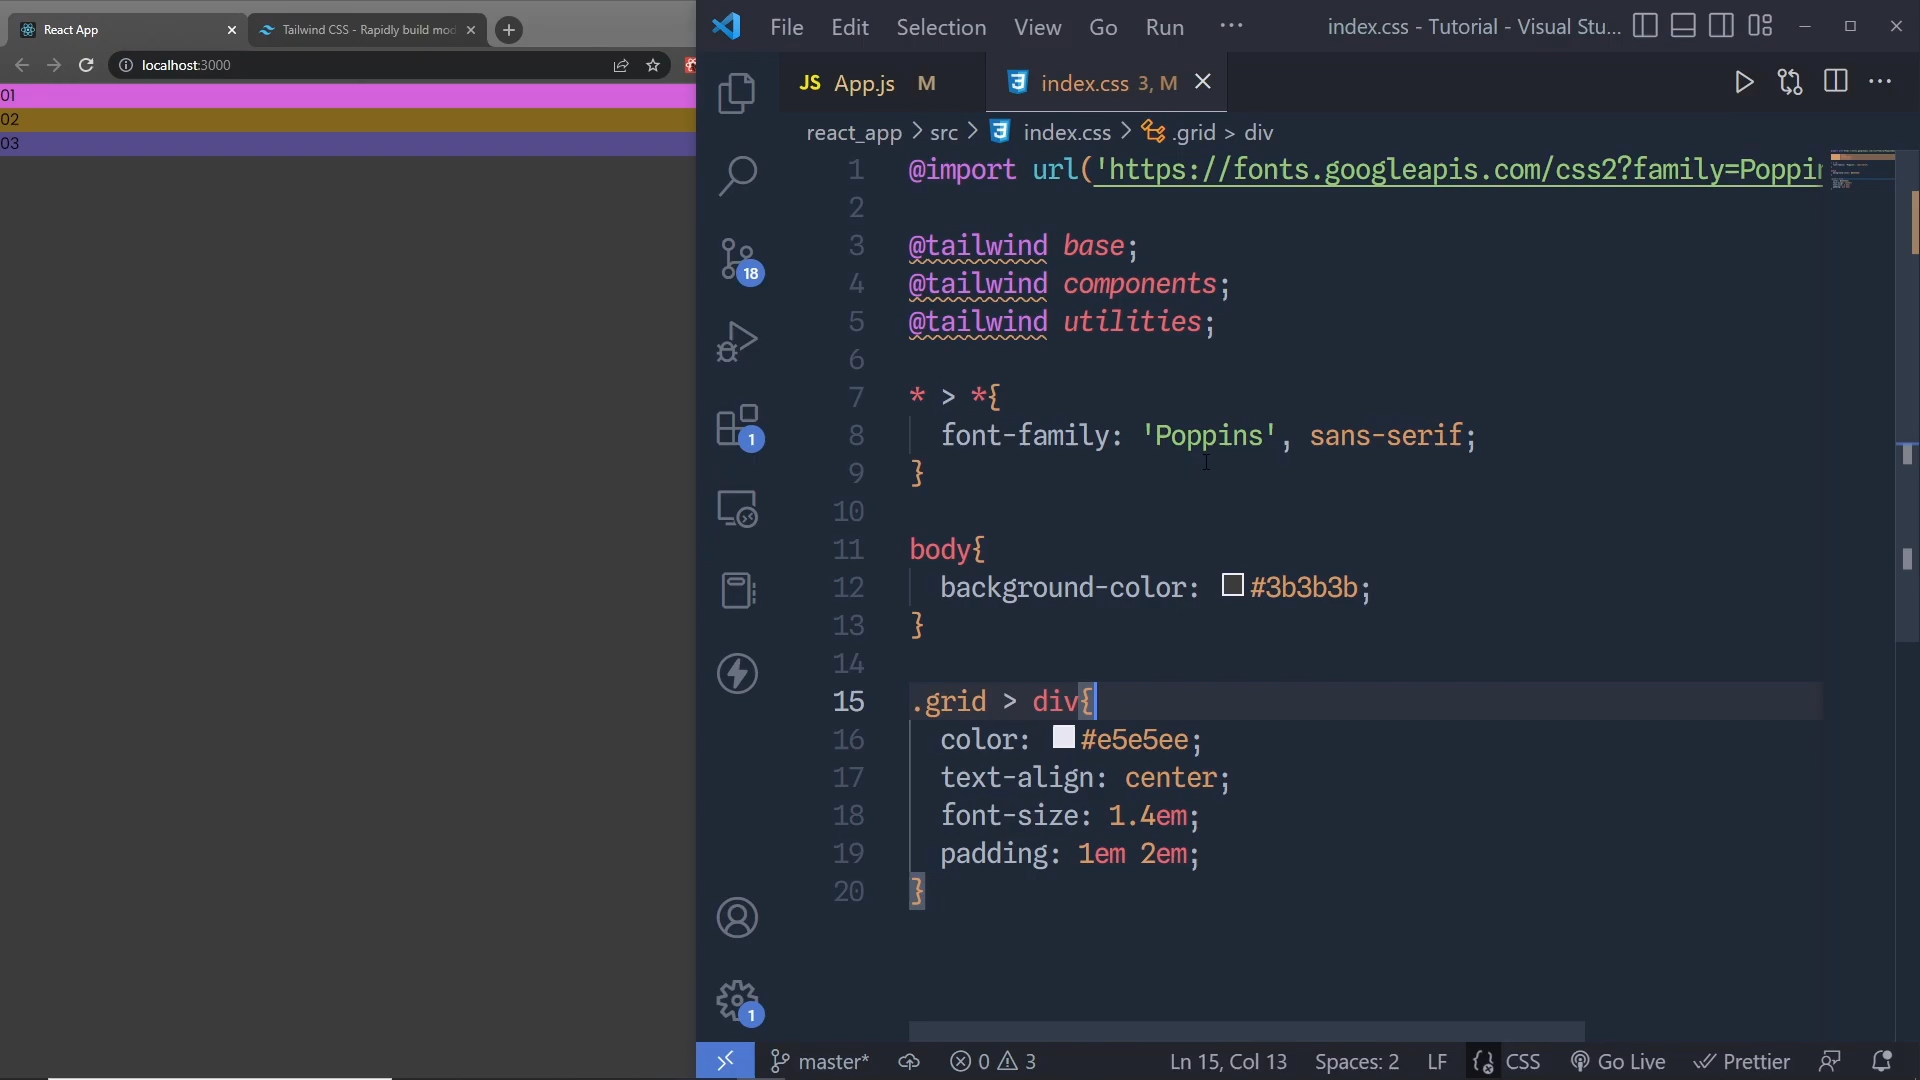 React App
Tailwind CSS - Rapidly build mod
localhost:3000
01
02
03
File Edit Selection View Go Run ···
index.css - Tutorial - Visual Stu...
JS App.js M
index.css 3, M
react_app > src > index.css > .grid > div
1 @import url('https://fonts.googleapis.com/css2?family=Poppin
2
3 @tailwind base;
4 @tailwind components;
5 @tailwind utilities;
6
7 * > *{
8 font-family: 'Poppins', sans-serif;
9 }
10
11 body{
12 background-color: #3b3b3b;
13 }
14
15 .grid > div{
16 color: #e5e5ee;
17 text-align: center;
18 font-size: 1.4em;
19 padding: 1em 2em;
20 }
18
1
1
master* 0 3 Ln 15, Col 13 Spaces: 2 LF CSS Go Live Prettier